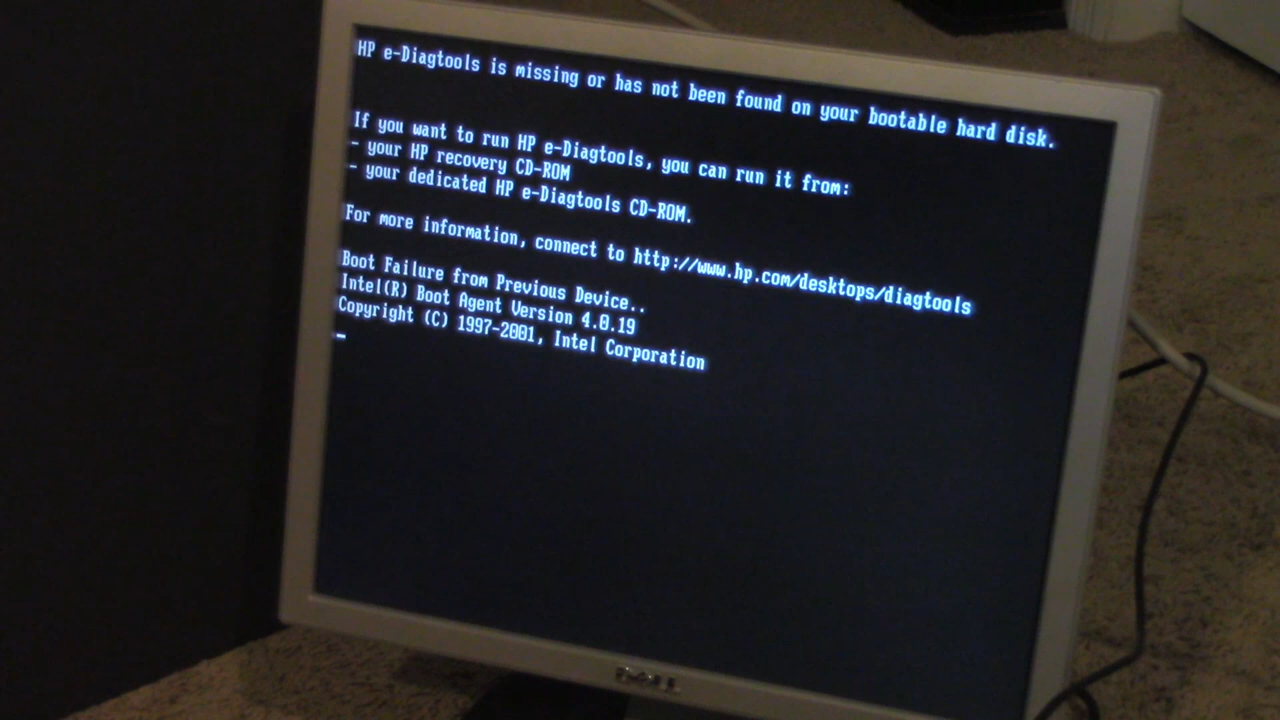 HP e-Diagtools is missing or has not been found on your bootable hard disk.
If you want to run HP e-Diagtools, you can run it from:
- your HP recovery CD-ROM
- your dedicated HP e-Diagtools CD-ROM.
For more information, connect to http://www.hp.com/desktops/diagtools
Boot Failure from Previous Device..
Intel(R) Boot Agent Version 4.0.19
Copyright (C) 1997-2001, Intel Corporation
DELL